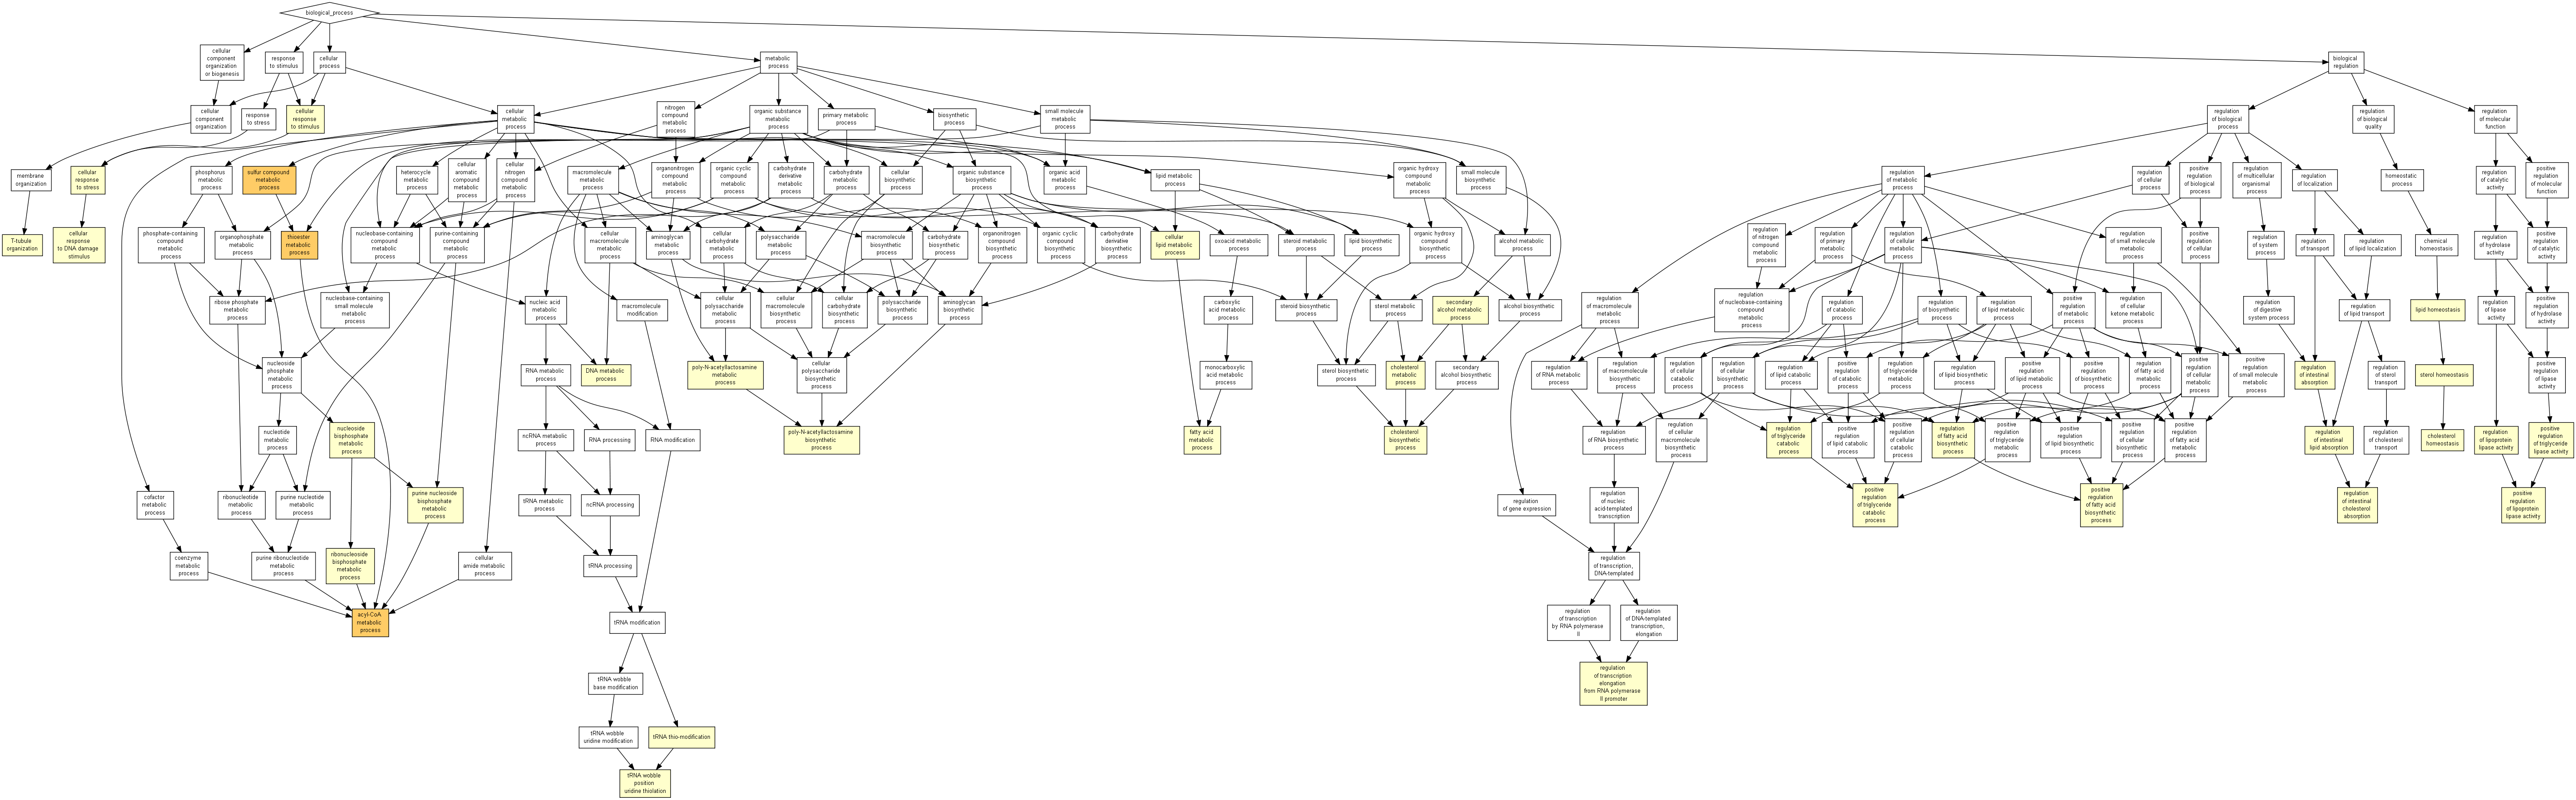 biological_process
cellular
component
organization
or biogenesis
response
to stimulus
cellular
process
metabolic
process
biological
regulation
cellular
component
organization
response
to stress
cellular
response
to stimulus
cellular
metabolic
process
nitrogen
compound
metabolic
process
organic substance
metabolic
process
primary metabolic
process
biosynthetic
process
small molecule
metabolic
process
regulation
of biological
process
regulation
of biological
quality
regulation
of molecular
function
membrane
organization
cellular
response
to stress
phosphorus
metabolic
process
sulfur compound
metabolic
process
heterocycle
metabolic
process
cellular
aromatic
compound
metabolic
process
cellular
nitrogen
compound
metabolic
process
macromolecule
metabolic
process
organonitrogen
compound
metabolic
process
organic cyclic
compound
metabolic
process
carbohydrate
derivative
metabolic
process
carbohydrate
metabolic
process
cellular
biosynthetic
process
organic substance
biosynthetic
process
organic acid
metabolic
process
lipid metabolic
process
organic hydroxy
compound
metabolic
process
small molecule
biosynthetic
process
regulation
of metabolic
process
regulation
of cellular
process
positive
regulation
of biological
process
regulation
of multicellular
organismal
process
regulation
of localization
homeostatic
process
regulation
of catalytic
activity
positive
regulation
of molecular
function
T-tubule
organization
cellular
response
to DNA damage
stimulus
phosphate-containing
compound
metabolic
process
organophosphate
metabolic
process
thioester
metabolic
process
nucleobase-containing
compound
metabolic
process
purine-containing
compound
metabolic
process
cellular
macromolecule
metabolic
process
aminoglycan
metabolic
process
cellular
carbohydrate
metabolic
process
polysaccharide
metabolic
process
macromolecule
biosynthetic
process
carbohydrate
biosynthetic
process
organonitrogen
compound
biosynthetic
process
organic cyclic
compound
biosynthetic
process
carbohydrate
derivative
biosynthetic
process
cellular
lipid metabolic
process
oxoacid metabolic
process
steroid metabolic
process
lipid biosynthetic
process
organic hydroxy
compound
biosynthetic
process
alcohol metabolic
process
regulation
of nitrogen
compound
metabolic
process
regulation
of primary
metabolic
process
regulation
of cellular
metabolic
process
regulation
of small molecule
metabolic
process
positive
regulation
of cellular
process
regulation
of system
process
regulation
of transport
regulation
of lipid localization
chemical
homeostasis
regulation
of hydrolase
activity
positive
regulation
of catalytic
activity
ribose phosphate
metabolic process
nucleobase-containing
small molecule
metabolic
process
nucleic acid
metabolic
process
macromolecule
modification
cellular
polysaccharide
metabolic
process
cellular
macromolecule
biosynthetic
process
cellular
carbohydrate
biosynthetic
process
polysaccharide
biosynthetic
process
aminoglycan
biosynthetic
process
carboxylic
acid metabolic
process
steroid biosynthetic
process
sterol metabolic
process
secondary
alcohol metabolic
process
alcohol biosynthetic
process
regulation
of macromolecule
metabolic
process
regulation
of nucleobase-containing
compound
metabolic
process
regulation
of catabolic
process
regulation
of biosynthetic
process
regulation
of lipid metabolic
process
positive
regulation
of metabolic
process
regulation
of cellular
ketone metabolic
process
regulation
of digestive
system process
regulation
of lipid transport
lipid homeostasis
regulation
of lipase
activity
positive
regulation
of hydrolase
activity
nucleoside
phosphate
metabolic
process
RNA metabolic
process
DNA metabolic
process
poly-N-acetyllactosamine
metabolic
process
cellular
polysaccharide
biosynthetic
process
monocarboxylic
acid metabolic
process
sterol biosynthetic
process
cholesterol
metabolic
process
secondary
alcohol biosynthetic
process
regulation
of RNA metabolic
process
regulation
of macromolecule
biosynthetic
process
regulation
of cellular
catabolic
process
regulation
of cellular
biosynthetic
process
regulation
of lipid catabolic
process
positive
regulation
of catabolic
process
regulation
of triglyceride
metabolic
process
regulation
of lipid biosynthetic
process
positive
regulation
of lipid metabolic
process
positive
regulation
of biosynthetic
process
regulation
of fatty acid
metabolic
process
positive
regulation
of cellular
metabolic
process
positive
regulation
of small molecule
metabolic process
regulation
of intestinal
absorption
regulation
of sterol
transport
sterol homeostasis
positive
regulation
of lipase
activity
nucleotide
metabolic
process
nucleoside
bisphosphate
metabolic
process
ncRNA metabolic
process
RNA processing
RNA modification
poly-N-acetyllactosamine
biosynthetic
process
fatty acid
metabolic
process
cholesterol
biosynthetic
process
regulation
of RNA biosynthetic
process
regulation
of cellular
macromolecule
biosynthetic
process
regulation
of triglyceride
catabolic
process
positive
regulation
of lipid catabolic
process
positive
regulation
of cellular
catabolic
process
regulation
of fatty acid
biosynthetic
process
positive
regulation
of triglyceride
metabolic
process
positive
regulation
of lipid biosynthetic
process
positive
regulation
of cellular
biosynthetic
process
positive
regulation
of fatty acid
metabolic
process
regulation
of intestinal
lipid absorption
regulation
of cholesterol
transport
cholesterol
homeostasis
regulation
of lipoprotein
lipase activity
positive
regulation
of triglyceride
lipase activity
cofactor
metabolic
process
ribonucleotide
metabolic
process
purine nucleotide
metabolic
process
purine nucleoside
bisphosphate
metabolic
process
tRNA metabolic
process
ncRNA processing
regulation
of gene expression
regulation
of nucleic
acid-templated
transcription
positive
regulation
of triglyceride
catabolic
process
positive
regulation
of fatty acid
biosynthetic
process
regulation
of intestinal
cholesterol
absorption
positive
regulation
of lipoprotein
lipase activity
coenzyme
metabolic
process
purine ribonucleotide
metabolic
process
ribonucleoside
bisphosphate
metabolic
process
cellular
amide metabolic
process
tRNA processing
regulation
of transcription,
DNA-templated
acyl-CoA
metabolic
process
tRNA modification
regulation
of transcription
by RNA polymerase
II
regulation
of DNA-templated
transcription,
elongation
tRNA wobble
base modification
regulation
of transcription
elongation
from RNA polymerase
II promoter
tRNA wobble
uridine modification
tRNA thio-modification
tRNA wobble
position
uridine thiolation